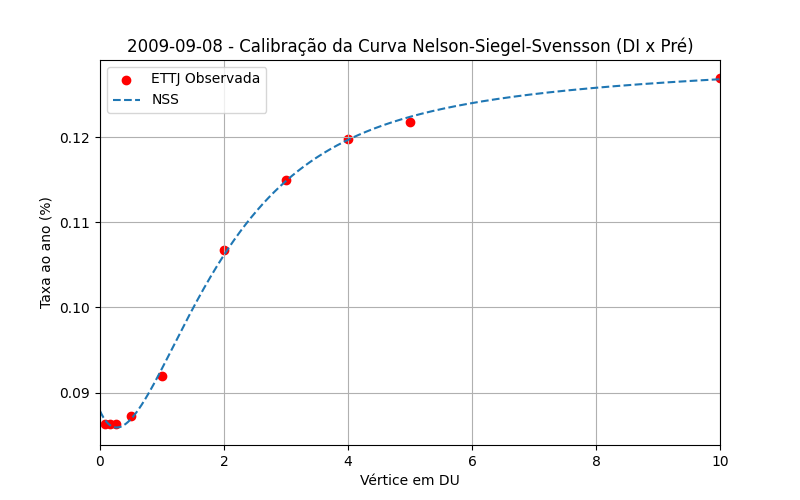 2009-09-08 - Calibração da Curva Nelson-Siegel-Svensson (DI x Pré)
ETTJ Observada
NSS
Taxa ao ano (%)
0.12
0.11
0.10
0.09
0 2 4 6 8 10
Vértice em DU